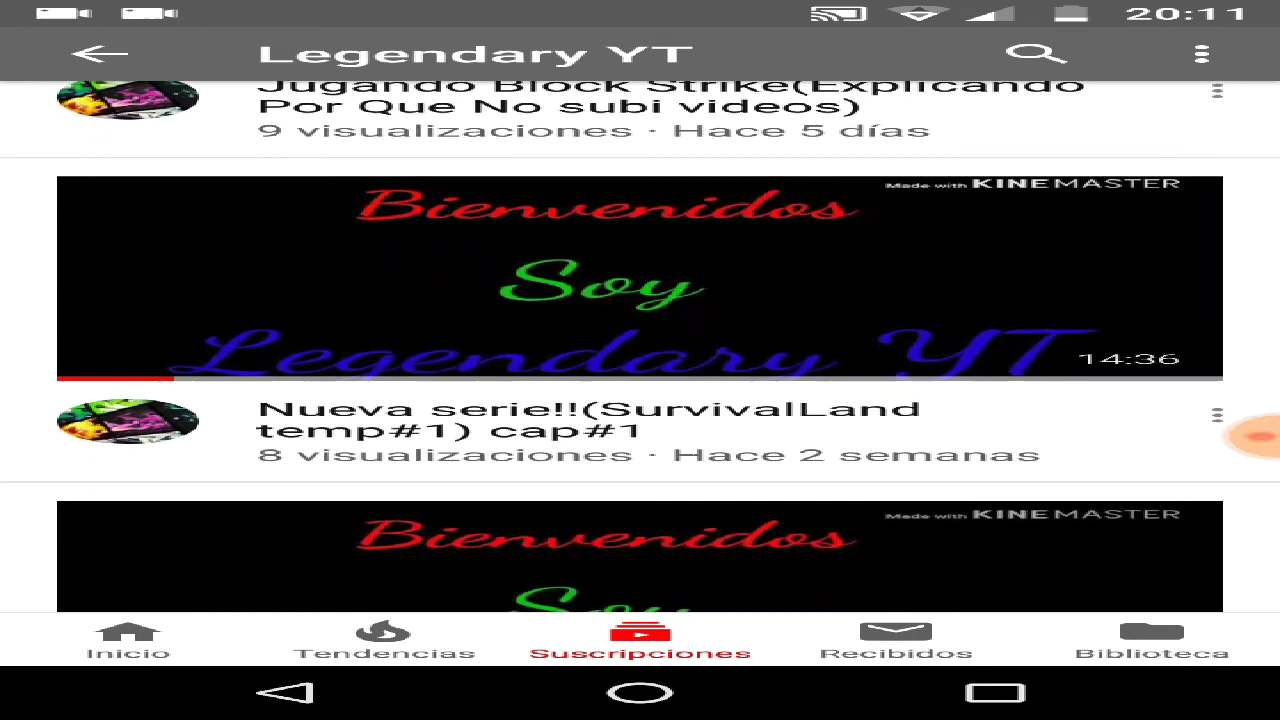 20:11
Legendary YT
Jugando Block Strike(Explicando
Por Que No subi videos)
9 visualizaciones · Hace 5 días
Made with KINEMASTER
Bienvenidos
Soy
Legendary YT
14:36
Nueva serie!!(SurvivalLand
temp#1) cap#1
8 visualizaciones · Hace 2 semanas
Made with KINEMASTER
Bienvenidos
Soy
Inicio
Tendencias
Suscripciones
Recibidos
Biblioteca